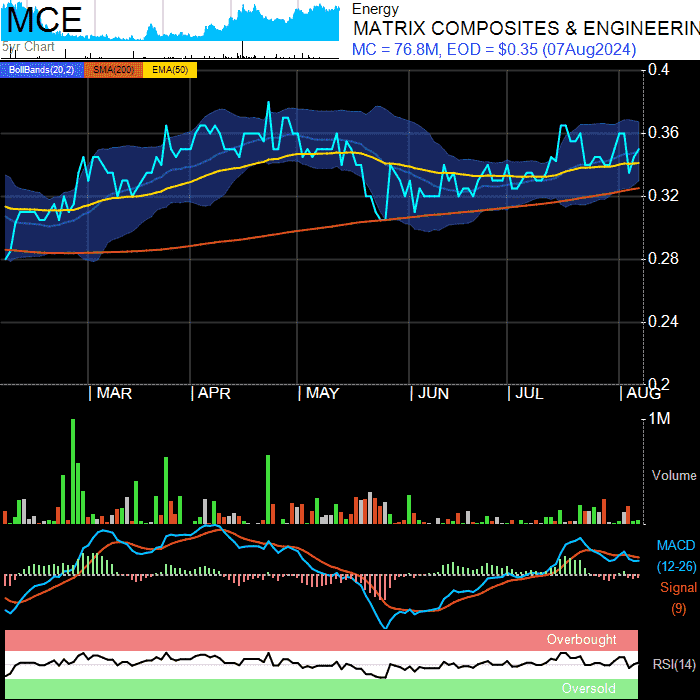 MCE
5yr Chart
Energy
MATRIX COMPOSITES & ENGINEERIN
MC = 76.8M, EOD = $0.35 (07Aug2024)
BollBands(20,2) SMA(200) EMA(50)
0.4
0.36
0.32
0.28
0.24
0.2
MAR APR MAY JUN JUL AUG
1M
Volume
MACD
(12-26)
Signal
(9)
Overbought
RSI(14)
Oversold